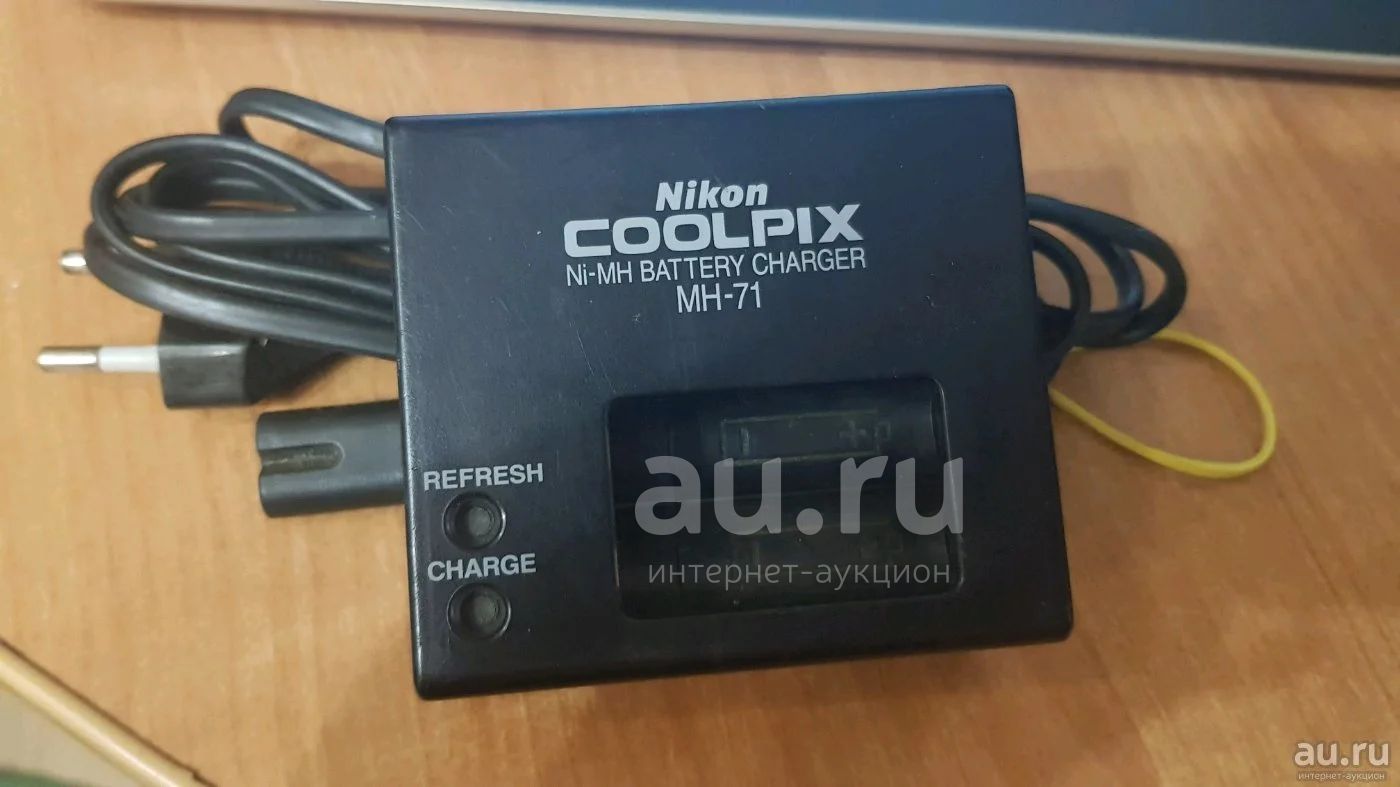 Nikon
COOLPIX
Ni-MH BATTERY CHARGER
MH-71
REFRESH
CHARGE
au.ru
интернет-аукцион
au.ru
интернет-аукцион